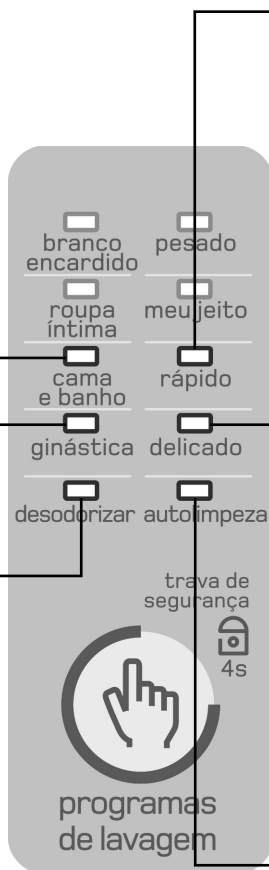 branco
encardido
pesado
roupa
íntima
meu jeito
cama
e banho
rápido
ginástica
delicado
desodorizar
autolimpeza
trava de
segurança
4s
programas
de lavagem